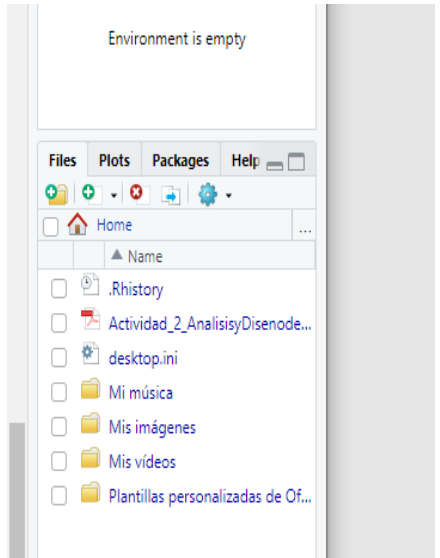 Environment is empty
Files Plots Packages Help
Home ...
Name
.Rhistory
Actividad_2_AnalisisyDisenode...
desktop.ini
Mi música
Mis imágenes
Mis vídeos
Plantillas personalizadas de Of...